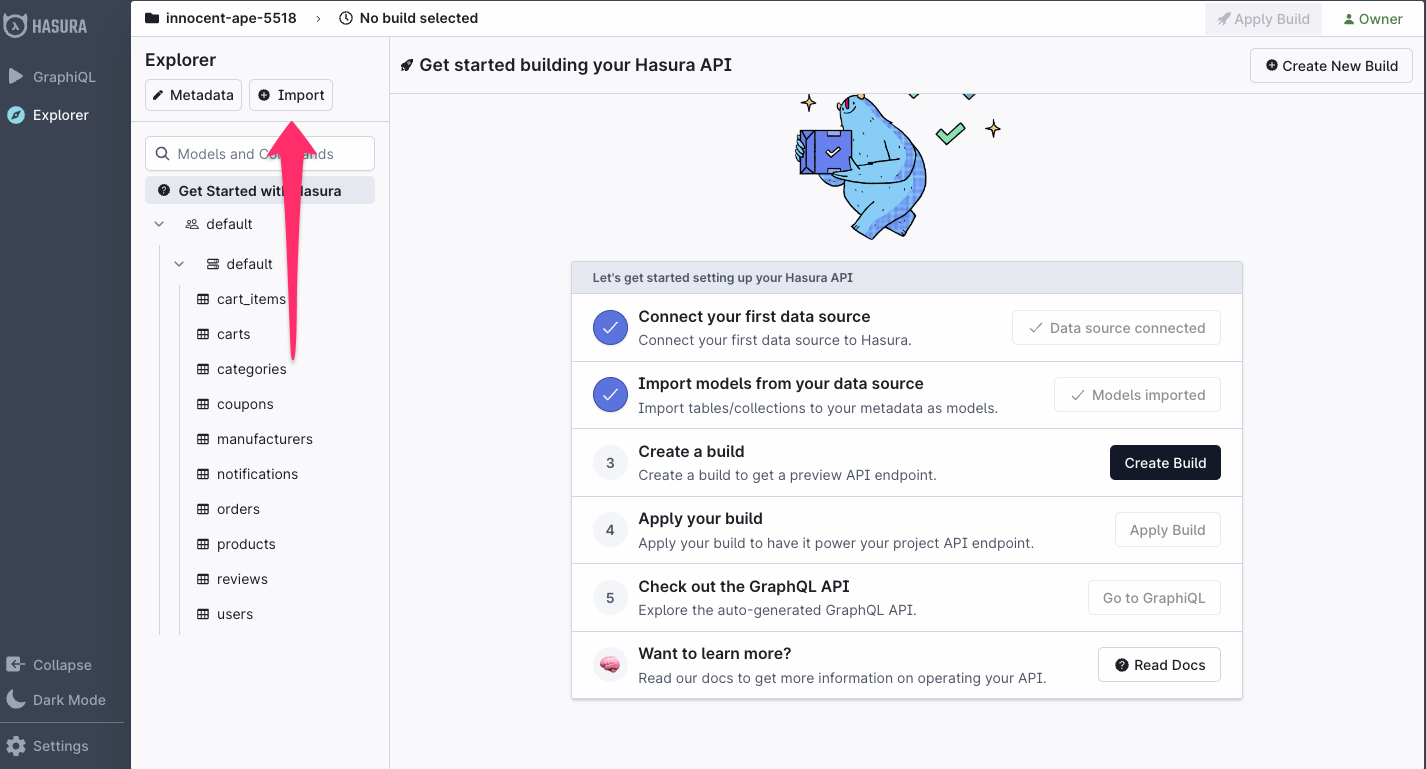 HASURA
GraphiQL
Explorer
Collapse
Dark Mode
Settings
innocent-ape-5518 › No build selected
Apply Build
Owner
Explorer
Metadata
Import
Models and Commands
Get Started with Hasura
default
default
cart_items
carts
categories
coupons
manufacturers
notifications
orders
products
reviews
users
Get started building your Hasura API
Create New Build
Let's get started setting up your Hasura API
Connect your first data source
Connect your first data source to Hasura.
Data source connected
Import models from your data source
Import tables/collections to your metadata as models.
Models imported
3
Create a build
Create a build to get a preview API endpoint.
Create Build
4
Apply your build
Apply your build to have it power your project API endpoint.
Apply Build
5
Check out the GraphQL API
Explore the auto-generated GraphQL API.
Go to GraphiQL
Want to learn more?
Read our docs to get more information on operating your API.
Read Docs